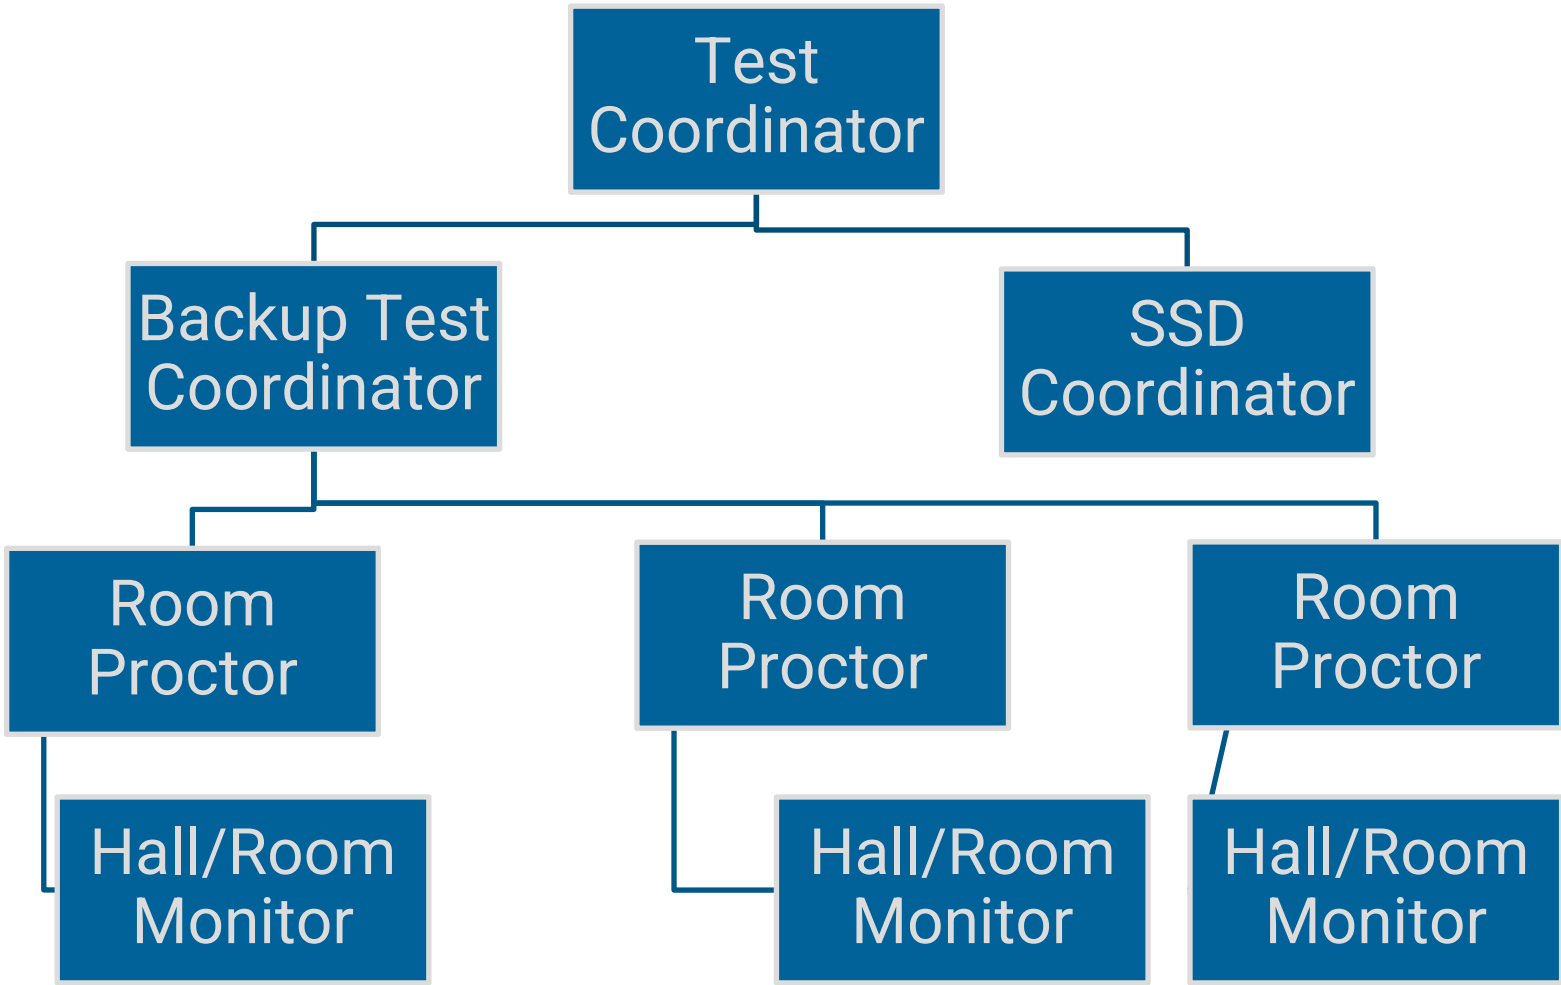 Test
Coordinator
Backup Test
Coordinator
SSD
Coordinator
Room
Proctor
Room
Proctor
Room
Proctor
Hall/Room
Monitor
Hall/Room
Monitor
Hall/Room
Monitor